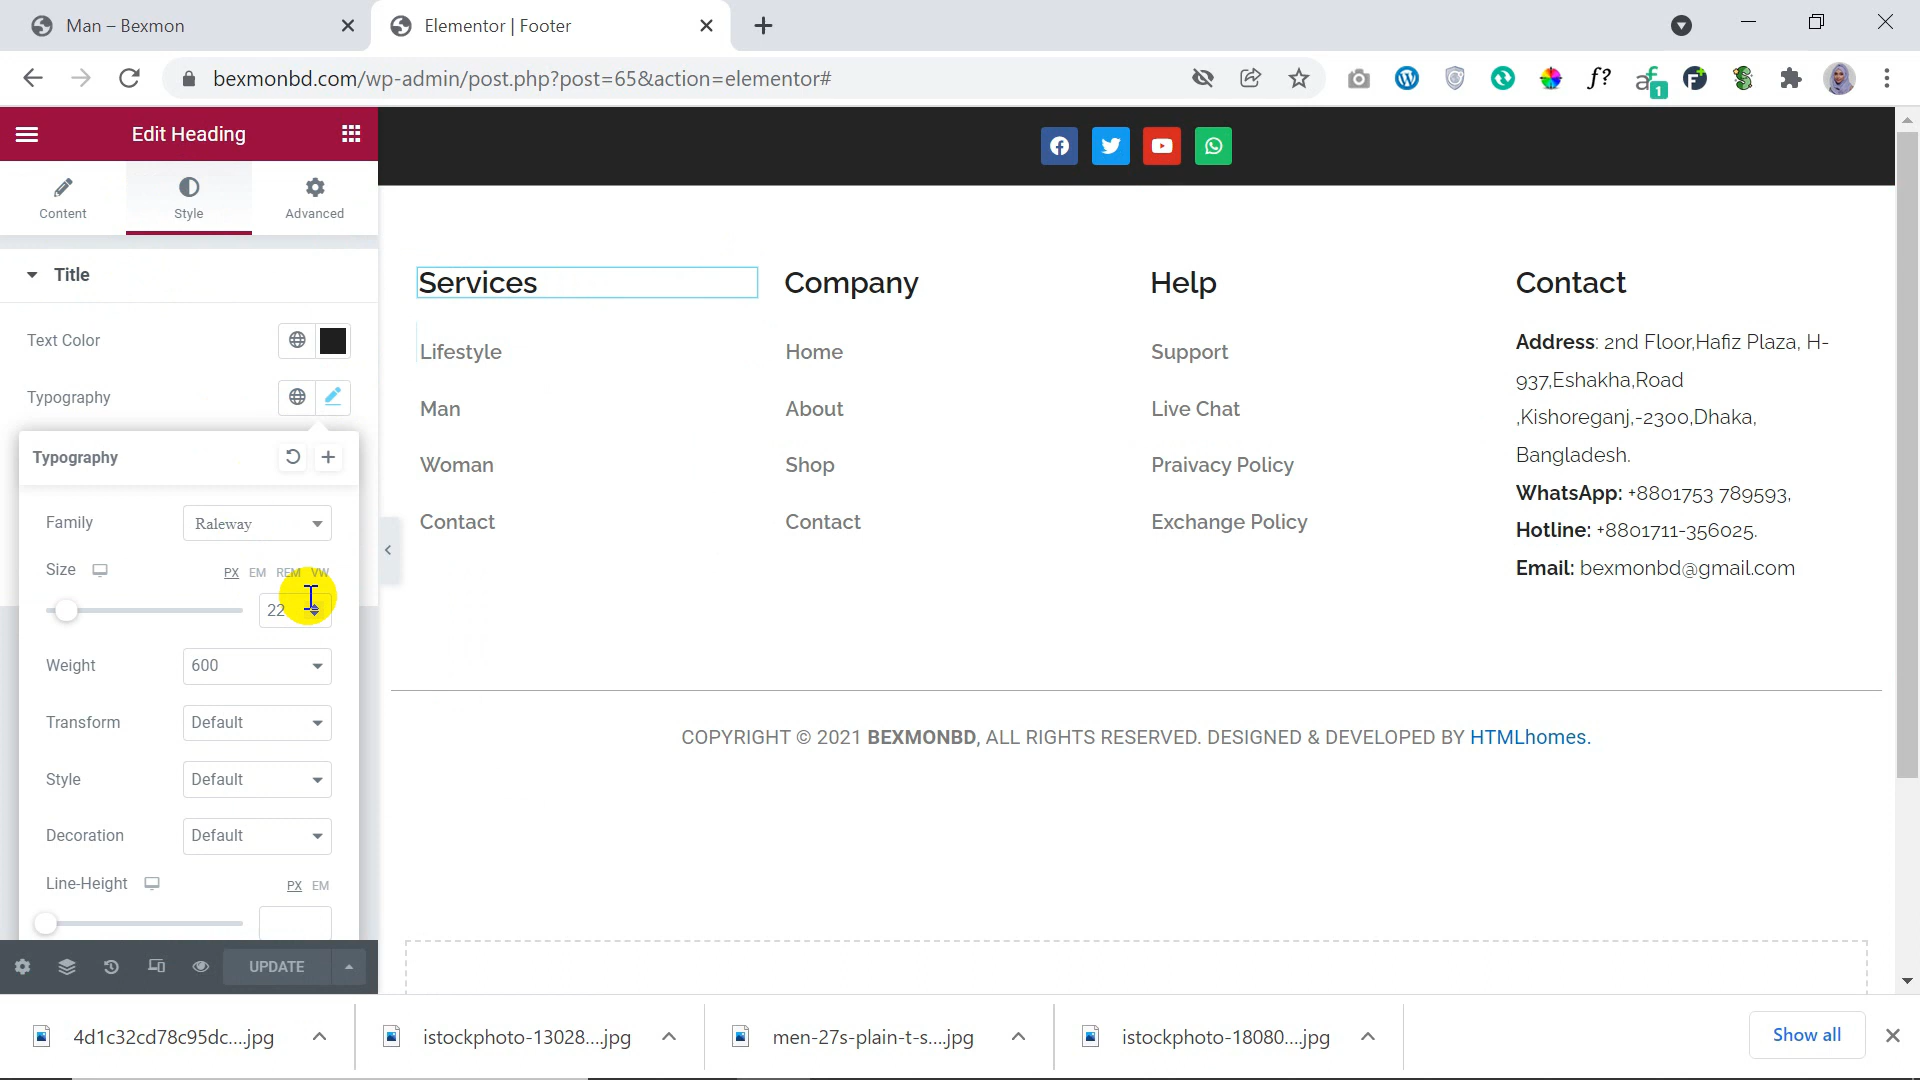 Man – Bexmon
Elementor | Footer
bexmonbd.com/wp-admin/post.php?post=65&action=elementor#
f?
af
1
F
Edit Heading
Content
Style
Advanced
Title
Text Color
Typography
Typography
Family
Raleway
Size
PX EM REM VW
22
Weight
600
Transform
Default
Style
Default
Decoration
Default
Line-Height
PX EM
UPDATE
Services
Lifestyle
Man
Woman
Contact
Company
Home
About
Shop
Contact
Help
Support
Live Chat
Praivacy Policy
Exchange Policy
Contact
Address: 2nd Floor,Hafiz Plaza, H-
937,Eshakha,Road
,Kishoreganj,-2300,Dhaka,
Bangladesh.
WhatsApp: +8801753 789593,
Hotline: +8801711-356025.
Email: bexmonbd@gmail.com
COPYRIGHT © 2021 BEXMONBD, ALL RIGHTS RESERVED. DESIGNED & DEVELOPED BY HTMLhomes.
4d1c32cd78c95dc....jpg
istockphoto-13028....jpg
men-27s-plain-t-s....jpg
istockphoto-18080....jpg
Show all